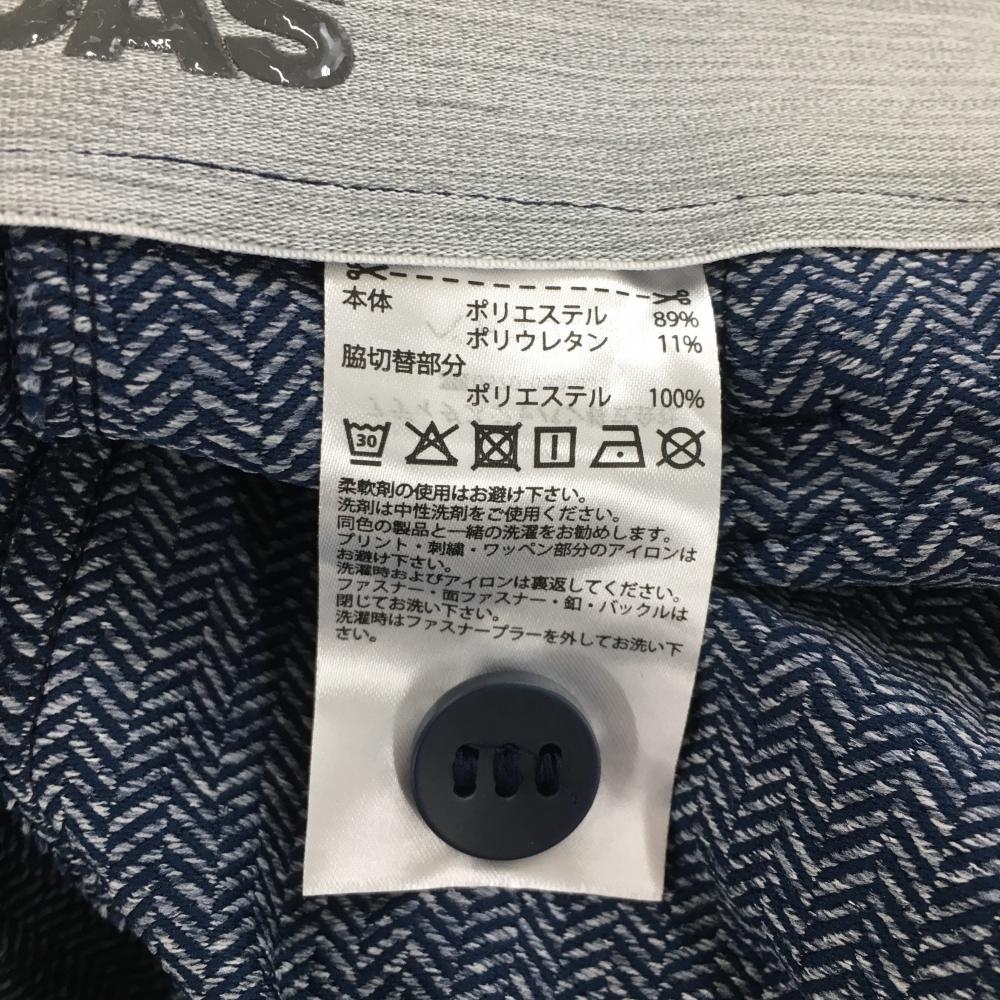 DAS
本体 ポリエステル 89%
ポリウレタン 11%
脇切替部分
ポリエステル 100%
30
柔軟剤の使用はお避け下さい。
洗剤は中性洗剤をご使用ください。
同色の製品と一緒の洗濯をお勧めします。
プリント・刺繍・ワッペン部分のアイロンは
お避け下さい。
洗濯時およびアイロンは裏返してください。
ファスナー・面ファスナー・釦・バックルは
閉じてお洗い下さい。
洗濯時はファスナープラーを外してお洗い下
さい。